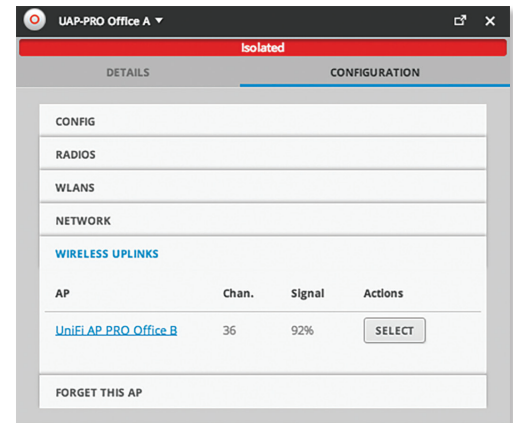 UAP-PRO Office A
Isolated
DETAILS CONFIGURATION
CONFIG
RADIOS
WLANS
NETWORK
WIRELESS UPLINKS
AP Chan. Signal Actions
UniFi AP PRO Office B 36 92% SELECT
FORGET THIS AP